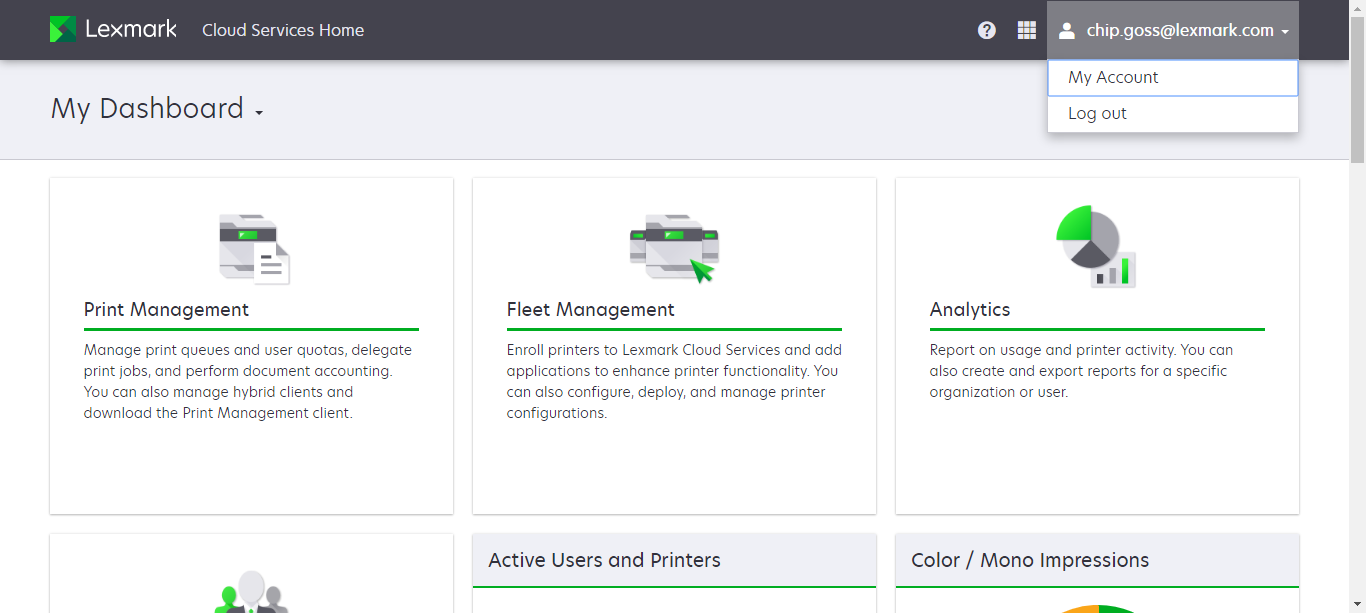 Lexmark Cloud Services Home ? chip.goss@lexmark.com
My Account
Log out
My Dashboard
Print Management
Manage print queues and user quotas, delegate
print jobs, and perform document accounting.
You can also manage hybrid clients and
download the Print Management client.
Fleet Management
Enroll printers to Lexmark Cloud Services and add
applications to enhance printer functionality. You
can also configure, deploy, and manage printer
configurations.
Analytics
Report on usage and printer activity. You can
also create and export reports for a specific
organization or user.
Active Users and Printers
Color / Mono Impressions